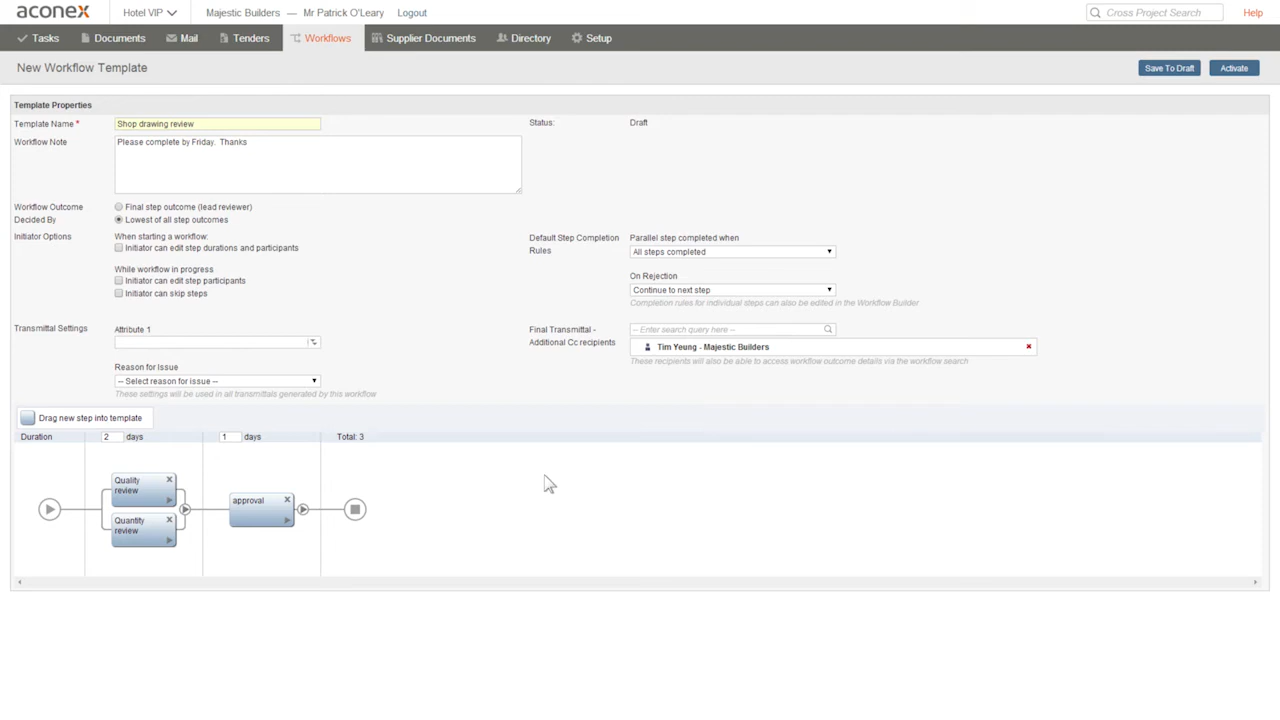 aconex Hotel VIP Majestic Builders — Mr Patrick O'Leary Logout Cross Project Search Help
Tasks Documents Mail Tenders Workflows Supplier Documents Directory Setup
New Workflow Template Save To Draft Activate
Template Properties
Template Name * Shop drawing review Status: Draft
Workflow Note Please complete by Friday. Thanks
Workflow Outcome Final step outcome (lead reviewer)
Decided By Lowest of all step outcomes
Initiator Options When starting a workflow: Default Step Completion Parallel step completed when
Initiator can edit step durations and participants Rules All steps completed
While workflow in progress On Rejection
Initiator can edit step participants Continue to next step
Initiator can skip steps Completion rules for individual steps can also be edited in the Workflow Builder
Transmittal Settings Attribute 1 Final Transmittal - -- Enter search query here --
Additional Cc recipients Tim Yeung - Majestic Builders
These recipients will also be able to access workflow outcome details via the workflow search
Reason for Issue
-- Select reason for issue --
These settings will be used in all transmittals generated by this workflow
Drag new step into template
Duration 2 days 1 days Total: 3
Quality
review
approval
Quantity
review